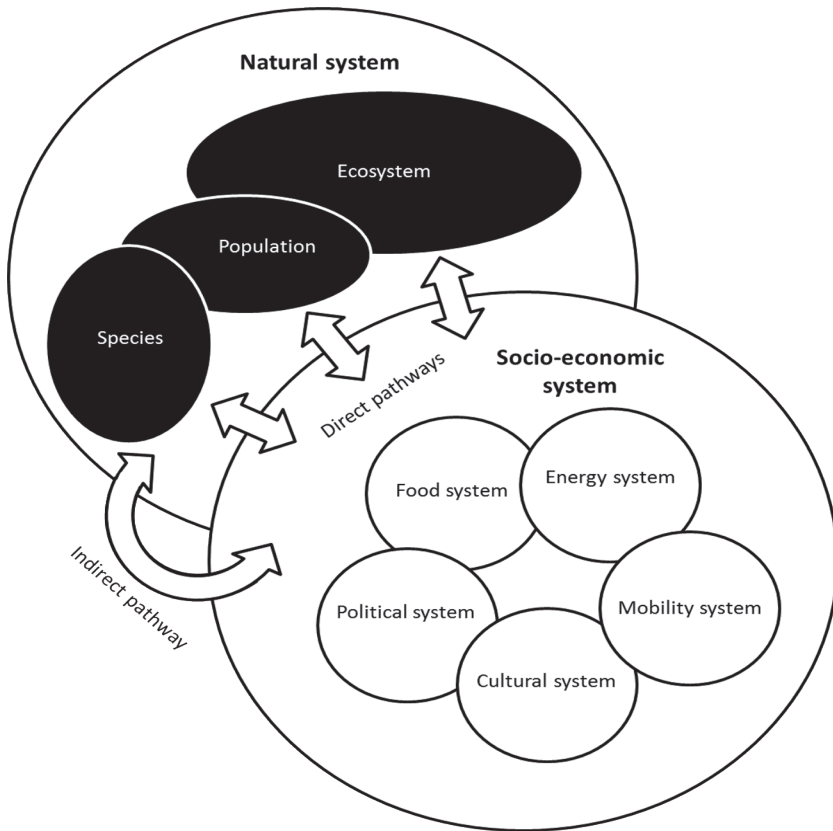 Natural system
Ecosystem
Population
Species
Direct pathways
Indirect pathway
Socio-economic
system
Food system
Energy system
Political system
Mobility system
Cultural system